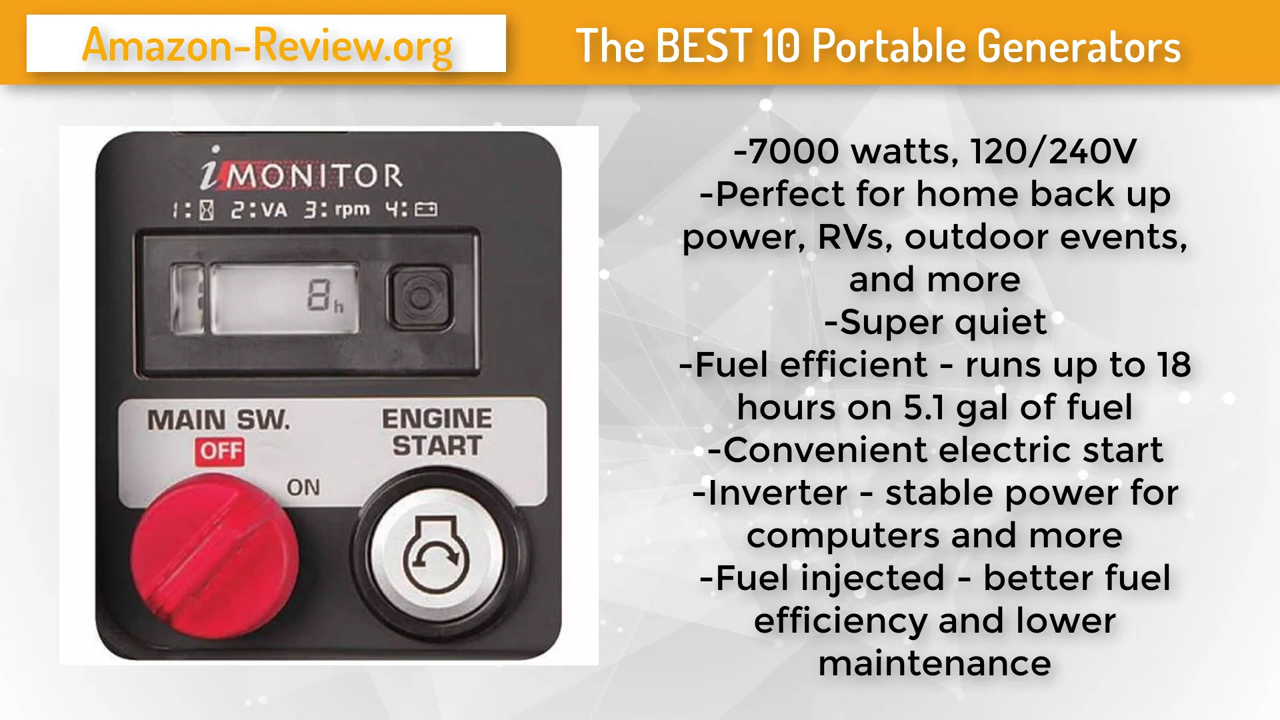 Amazon-Review.org
The BEST 10 Portable Generators
iMONITOR
1: 2:VA 3:rpm 4:
8h
MAIN SW.
OFF
ON
ENGINE
START
-7000 watts, 120/240V
-Perfect for home back up
power, RVs, outdoor events,
and more
-Super quiet
-Fuel efficient - runs up to 18
hours on 5.1 gal of fuel
-Convenient electric start
-Inverter - stable power for
computers and more
-Fuel injected - better fuel
efficiency and lower
maintenance